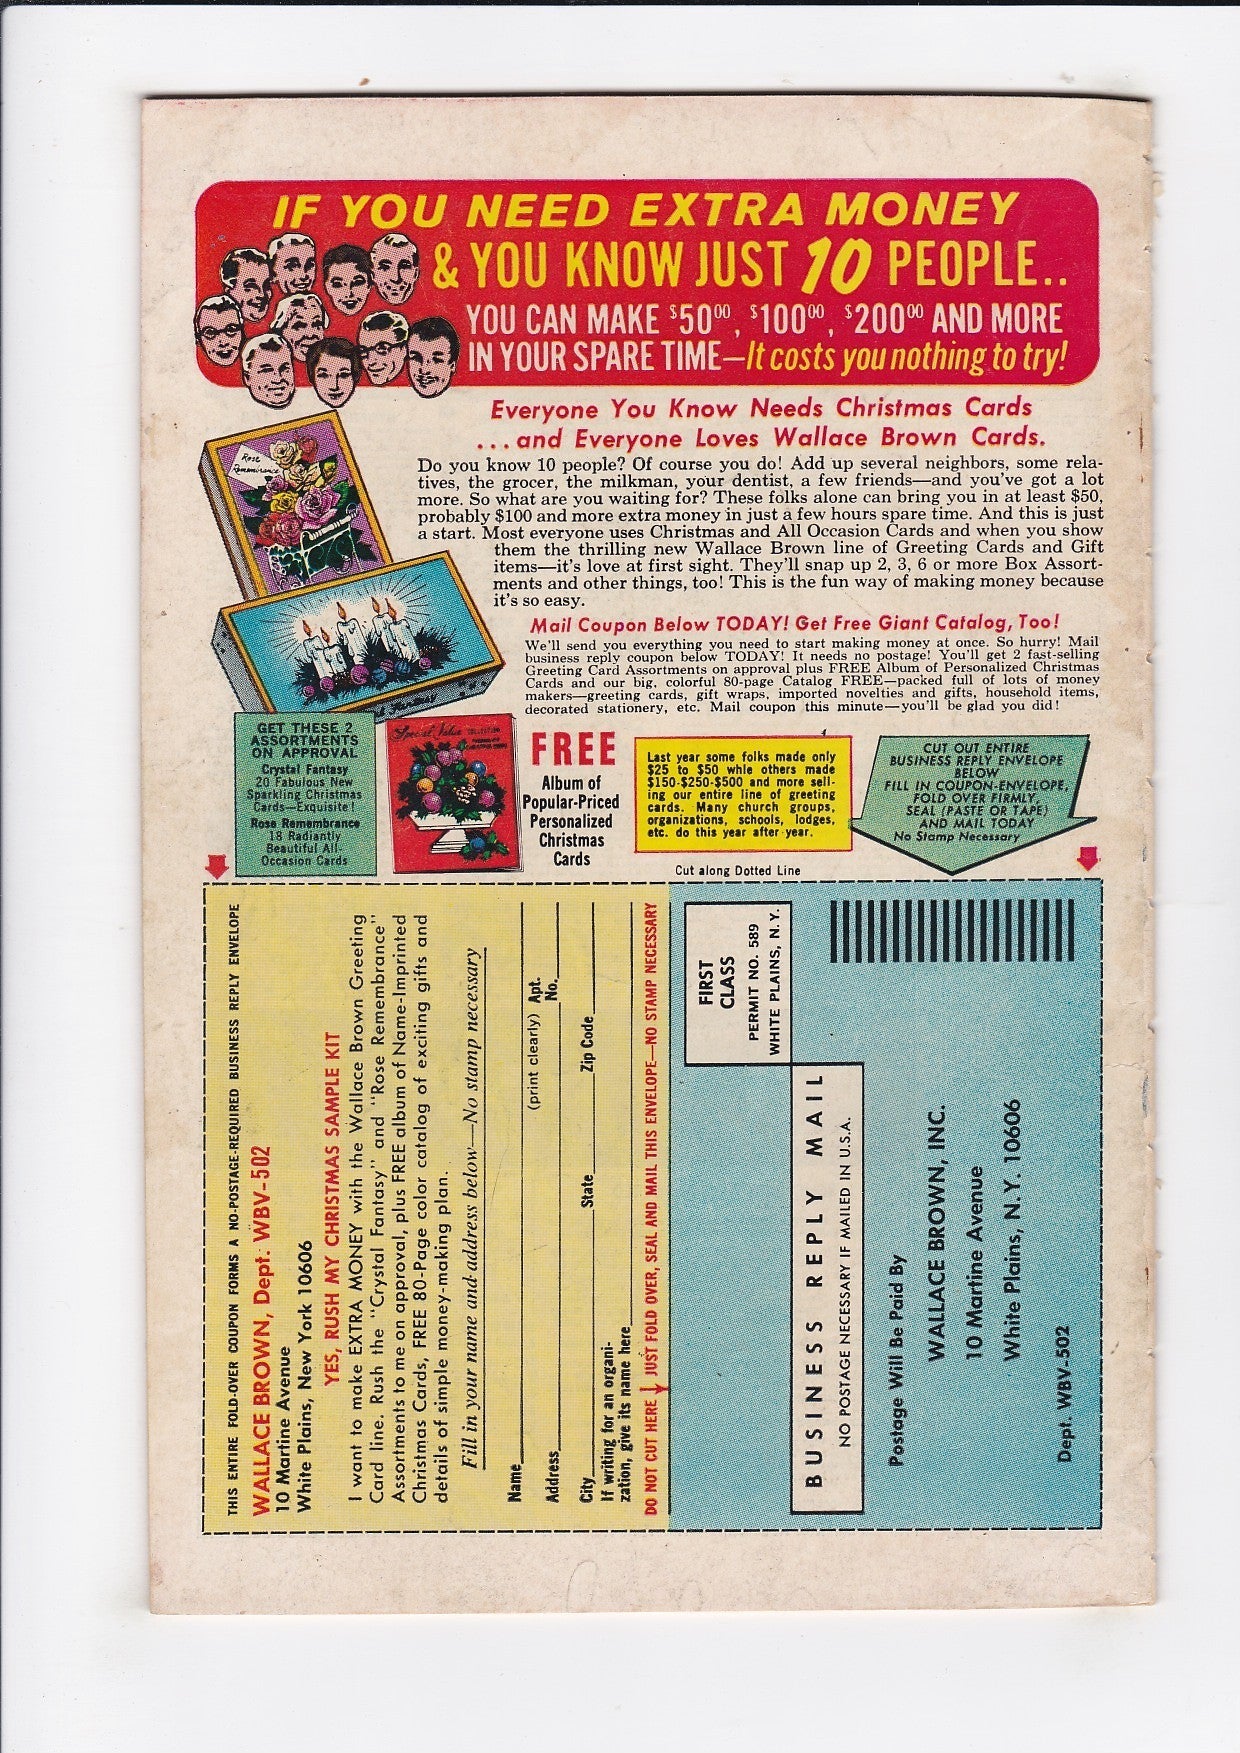 IF YOU NEED EXTRA MONEY
& YOU KNOW JUST 10 PEOPLE..
YOU CAN MAKE $50⁰⁰, $100⁰⁰, $200⁰⁰ AND MORE
IN YOUR SPARE TIME—It costs you nothing to try!
Everyone You Know Needs Christmas Cards
...and Everyone Loves Wallace Brown Cards.
Do you know 10 people? Of course you do! Add up several neighbors, some rela-
tives, the grocer, the milkman, your dentist, a few friends—and you've got a lot
more. So what are you waiting for? These folks alone can bring you in at least $50,
probably $100 and more extra money in just a few hours spare time. And this is just
a start. Most everyone uses Christmas and All Occasion Cards and when you show
them the thrilling new Wallace Brown line of Greeting Cards and Gift
items—it's love at first sight. They'll snap up 2, 3, 6 or more Box Assort-
ments and other things, too! This is the fun way of making money because
it's so easy.
Mail Coupon Below TODAY! Get Free Giant Catalog, Too!
We'll send you everything you need to start making money at once. So hurry! Mail
business reply coupon below TODAY! It needs no postage! You'll get 2 fast-selling
Greeting Card Assortments on approval plus FREE Album of Personalized Christmas
Cards and our big, colorful 80-page Catalog FREE—packed full of lots of money
makers—greeting cards, gift wraps, imported novelties and gifts, household items,
decorated stationery, etc. Mail coupon this minute—you'll be glad you did!
Rose
Remembrance
GET THESE 2
ASSORTMENTS
ON APPROVAL
Crystal Fantasy
20 Fabulous New
Sparkling Christmas
Cards—Exquisite!
Rose Remembrance
18 Radiantly
Beautiful All-
Occasion Cards
Special Value
FREE
Album of
Popular-Priced
Personalized
Christmas
Cards
Last year some folks made only
$25 to $50 whle others made
$150-$250-$500 and more sell-
ing our entire line of greeting
cards. Many church groups,
organizations, schools, lodges,
etc. do this year after year.
CUT OUT ENTIRE
BUSINESS REPLY ENVELOPE
BELOW
FILL IN COUPON-ENVELOPE,
FOLD OVER FIRMLY,
SEAL (PASTE OR TAPE)
AND MAIL TODAY
No Stamp Necessary
Cut along Dotted Line
THIS ENTIRE FOLD-OVER COUPON FORMS A NO-POSTAGE-REQUIRED BUSINESS REPLY ENVELOPE
WALLACE BROWN, Dept. WBV-502
10 Martine Avenue
White Plains, New York 10606
YES, RUSH MY CHRISTMAS SAMPLE KIT
I want to make EXTRA MONEY with the Wallace Brown Greeting
Card line. Rush the "Crystal Fantasy" and "Rose Remembrance"
Assortments to me on approval, plus FREE album of Name-Imprinted
Christmas Cards, FREE 80-Page color catalog of exciting gifts and
details of simple money-making plan.
Fill in your name and address below—No stamp necessary
Name
(print clearly)
Address
Apt.
No.
City
State
Zip Code
If writing for an organi-
zation, give its name here
DO NOT CUT HERE JUST FOLD OVER, SEAL AND MAIL THIS ENVELOPE—NO STAMP NECESSARY
FIRST
CLASS
PERMIT NO. 589
WHITE PLAINS, N.Y.
BUSINESS REPLY MAIL
NO POSTAGE NECESSARY IF MAILED IN U.S.A.
Postage Will Be Paid By
WALLACE BROWN, INC.
10 Martine Avenue
White Plains, N.Y. 10606
Dept. WBV-502